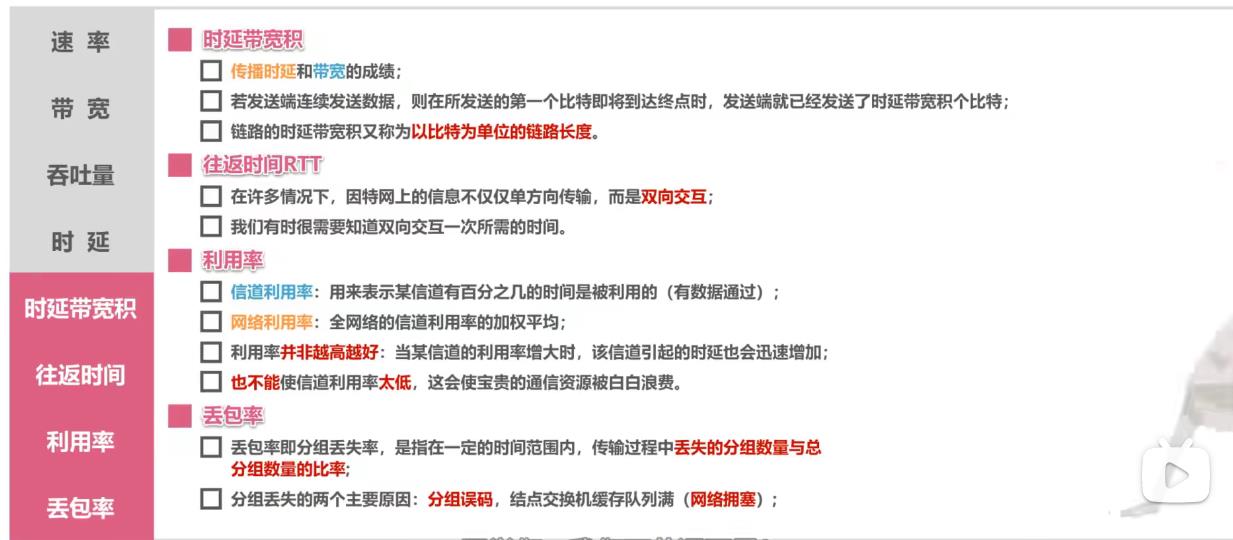 速 率
带 宽
吞吐量
时 延
时延带宽积
往返时间
利用率
丢包率
时延带宽积
传播时延和带宽的成绩；
若发送端连续发送数据，则在所发送的第一个比特即将到达终点时，发送端就已经发送了时延带宽积个比特；
链路的时延带宽积又称为以比特为单位的链路长度。
往返时间RTT
在许多情况下，因特网上的信息不仅仅单方向传输，而是双向交互；
我们有时很需要知道双向交互一次所需的时间。
利用率
信道利用率：用来表示某信道有百分之几的时间是被利用的（有数据通过）；
网络利用率：全网络的信道利用率的加权平均；
利用率并非越高越好：当某信道的利用率增大时，该信道引起的时延也会迅速增加；
也不能使信道利用率太低，这会使宝贵的通信资源被白白浪费。
丢包率
丢包率即分组丢失率，是指在一定的时间范围内，传输过程中丢失的分组数量与总
分组数量的比率；
分组丢失的两个主要原因：分组误码，结点交换机缓存队列满（网络拥塞）；